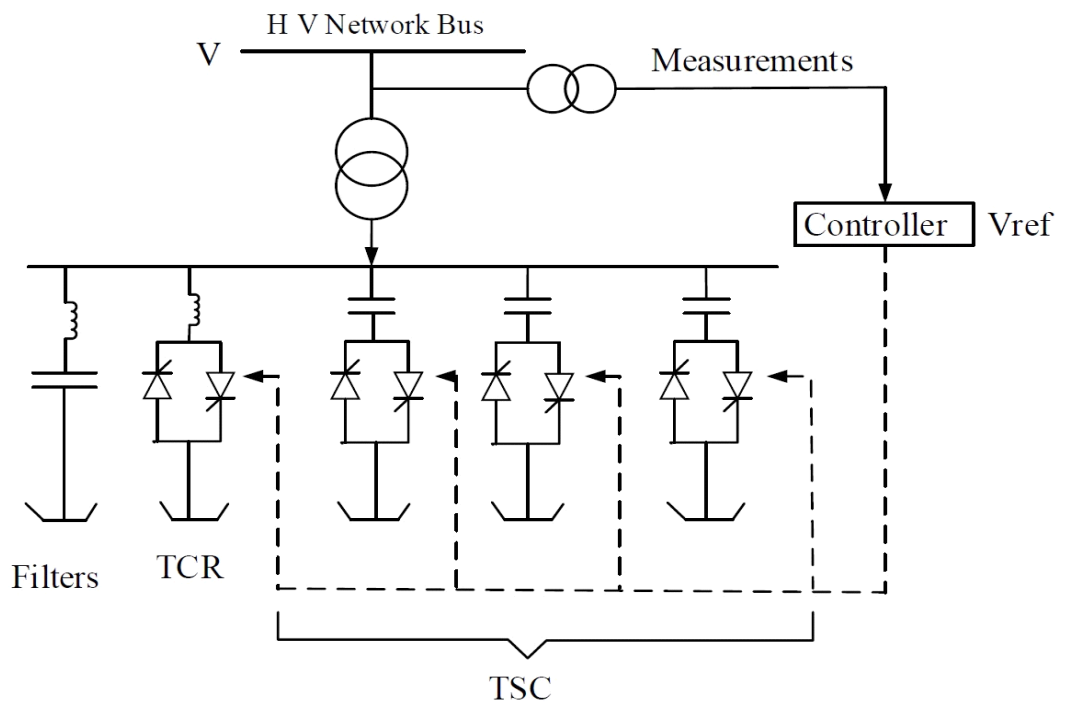 H V Network Bus
V
Measurements
Controller
Vref
Filters
TCR
TSC